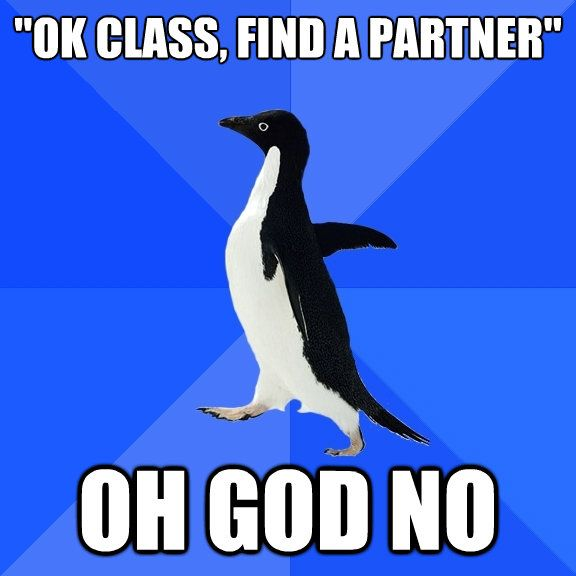 "OK CLASS, FIND A PARTNER"
OH GOD NO